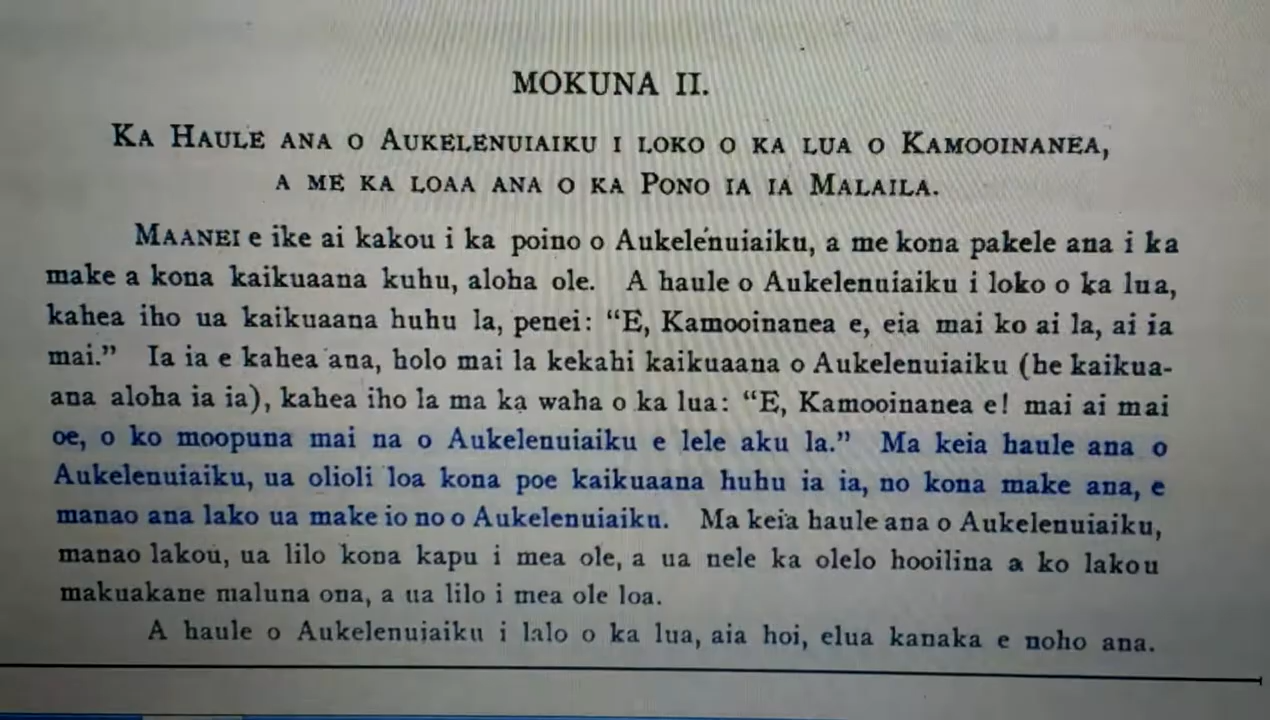 MOKUNA II.
KA HAULE ANA O AUKELENUIAIKU I LOKO O KA LUA O KAMOOINANEA,
A ME KA LOAA ANA O KA PONO IA IA MALAILA.
MAANEI e ike ai kakou i ka poino o Aukelenuiaiku, a me kona pakele ana i ka
make a kona kaikuaana kuhu, aloha ole. A haule o Aukelenuiaiku i loko o ka lua,
kahea iho ua kaikuaana huhu la, penei: “E, Kamooinanea e, eia mai ko ai la, ai ia
mai.” Ia ia e kahea ana, holo mai la kekahi kaikuaana o Aukelenuiaiku (he kaikua-
ana aloha ia ia), kahea iho la ma ka waha o ka lua: “E, Kamooinanea e! mai ai mai
oe, o ko moopuna mai na o Aukelenuiaiku e lele aku la.” Ma keia haule ana o
Aukelenuiaiku, ua olioli loa kona poe kaikuaana huhu ia ia, no kona make ana, e
manao ana lako ua make io no o Aukelenuiaiku. Ma keia haule ana o Aukelenuiaiku,
manao lakou, ua lilo kona kapu i mea ole, a ua nele ka olelo hooilina a ko lakou
makuakane maluna ona, a ua lilo i mea ole loa.
A haule o Aukelenuiaiku i lalo o ka lua, aia hoi, elua kanaka e noho ana.